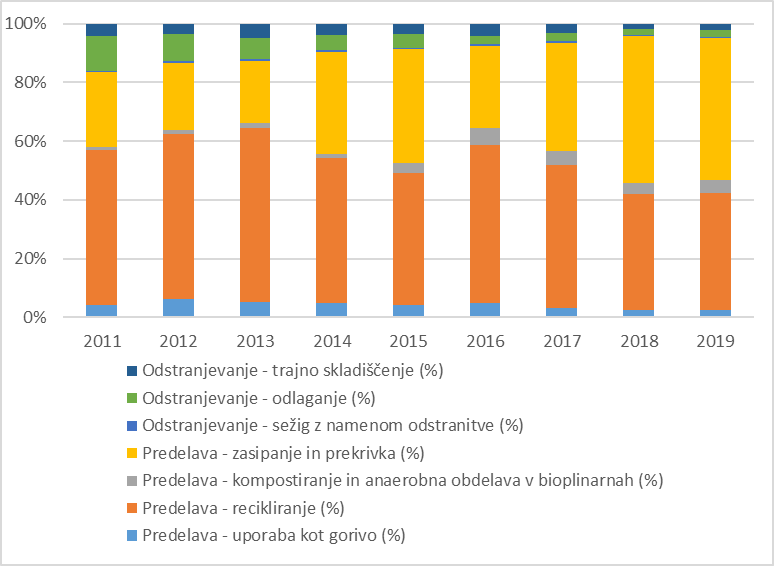 100%
80%
60%
40%
20%
0%
2011 2012 2013 2014 2015 2016 2017 2018 2019
Odstranjevanje - trajno skladiščenje (%)
Odstranjevanje - odlaganje (%)
Odstranjevanje - sežig z namenom odstranitve (%)
Predelava - zasipanje in prekrivka (%)
Predelava - kompostiranje in anaerobna obdelava v bioplinarnah (%)
Predelava - recikliranje (%)
Predelava - uporaba kot gorivo (%)